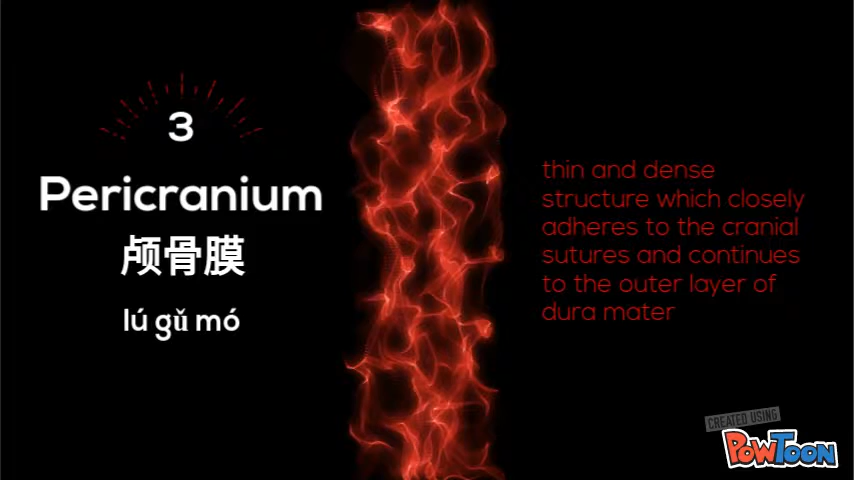 3
Pericranium
颅骨膜
lú gǔ mó
thin and dense
structure which closely
adheres to the cranial
sutures and continues
to the outer layer of
dura mater
CREATED USING
POWTOON